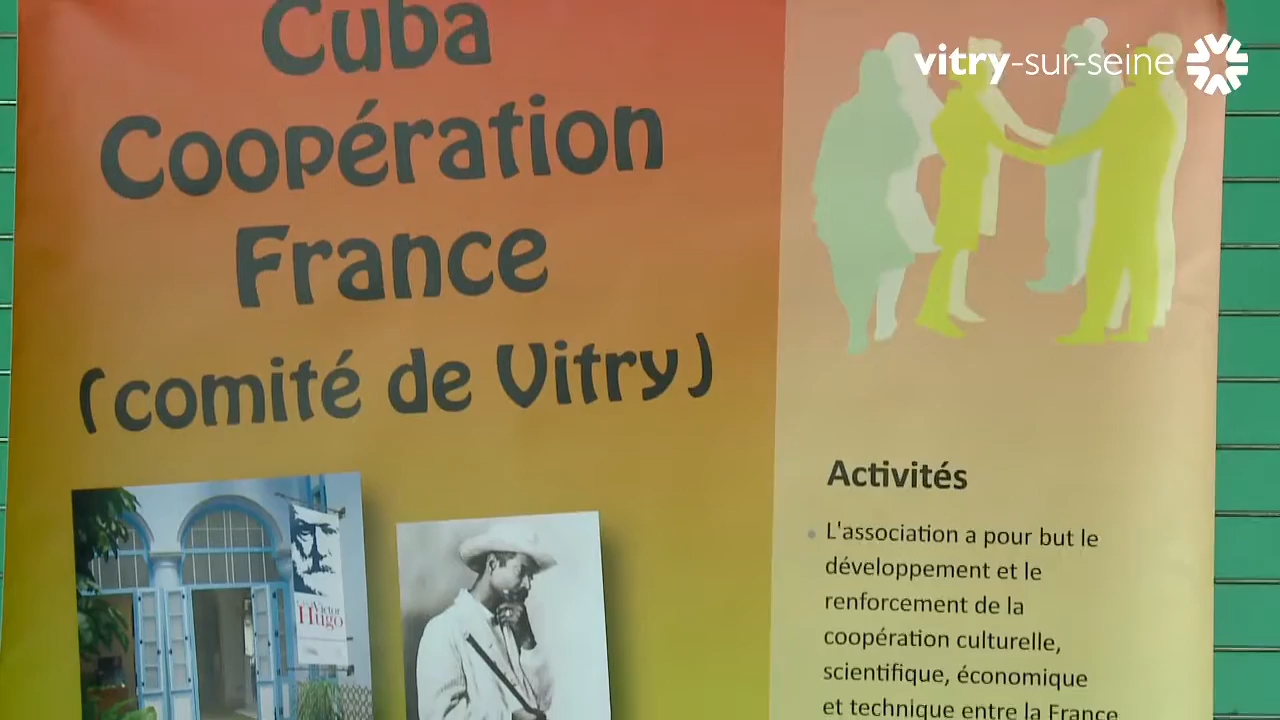 vitry-sur-seine
Cuba
Coopération
France
(comité de Vitry)
Victor
Hugo
Activités
L'association a pour but le
développement et le
renforcement de la
coopération culturelle,
scientifique, économique
et technique entre la France